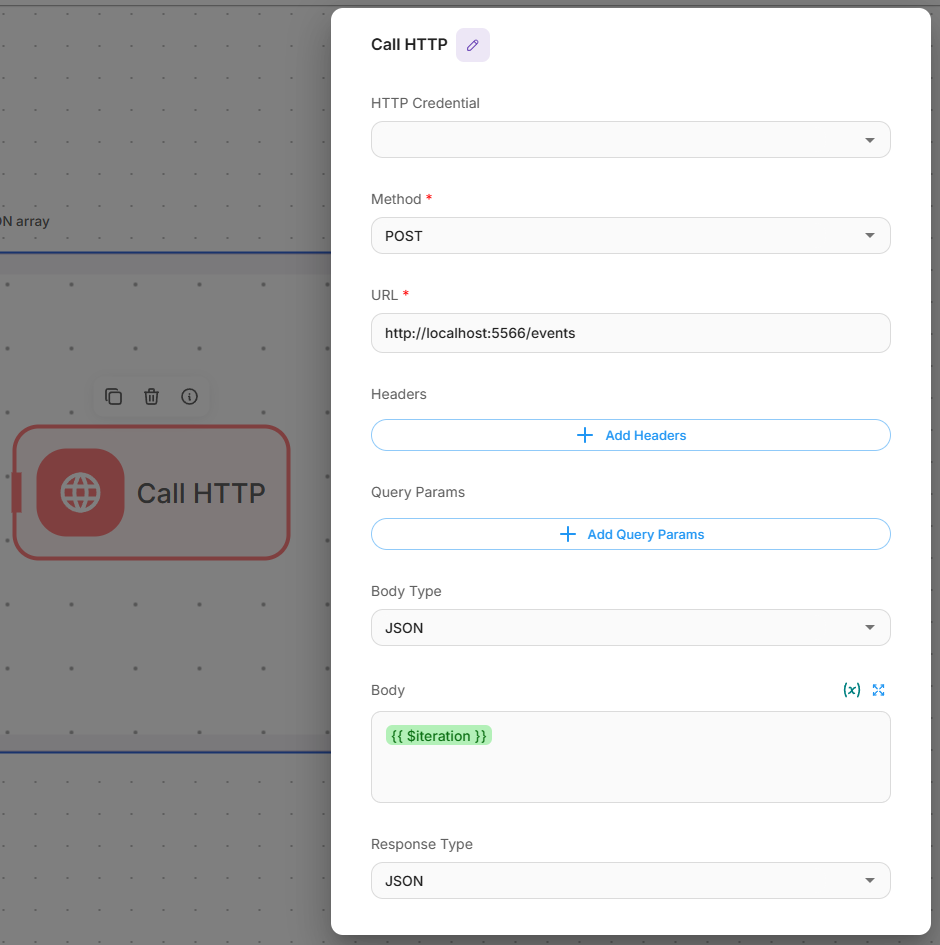 Call HTTP
HTTP Credential
Method *
POST
URL *
http://localhost:5566/events
Headers
Add Headers
Query Params
Add Query Params
Body Type
JSON
Body
(x)
{{ $iteration }}
Response Type
JSON
ON array
Call HTTP